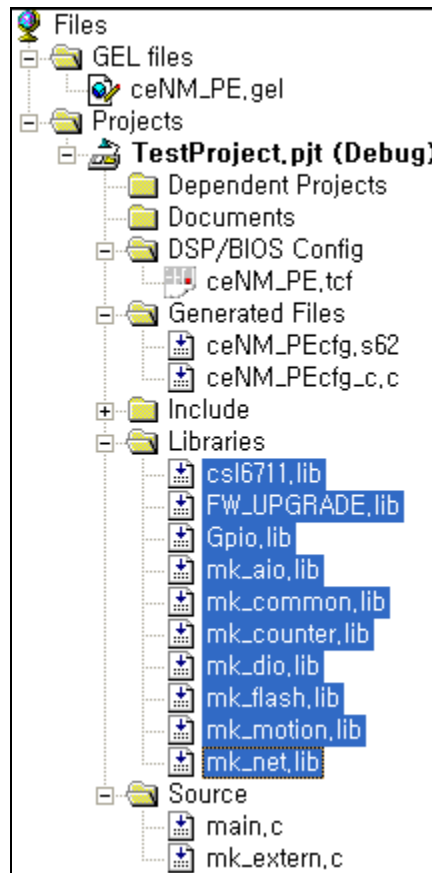 Files
GEL files
ceNM_PE.gel
Projects
TestProject.pjt (Debug)
Dependent Projects
Documents
DSP/BIOS Config
ceNM_PE.tcf
Generated Files
ceNM_PEcfg.s62
ceNM_PEcfg_c.c
Include
Libraries
csl6711.lib
FW_UPGRADE.lib
Gpio.lib
mk_aio.lib
mk_common.lib
mk_counter.lib
mk_dio.lib
mk_flash.lib
mk_motion.lib
mk_net.lib
Source
main.c
mk_extern.c